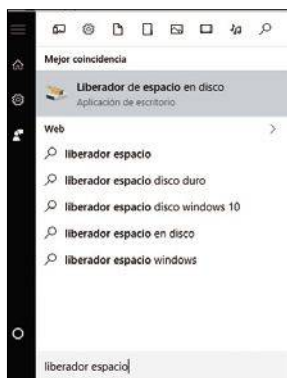 Mejor coincidencia
Liberador de espacio en disco
Aplicación de escritorio
Web
liberador espacio
liberador espacio disco duro
liberador espacio disco windows 10
liberador espacio en disco
liberador espacio windows
liberador espacio